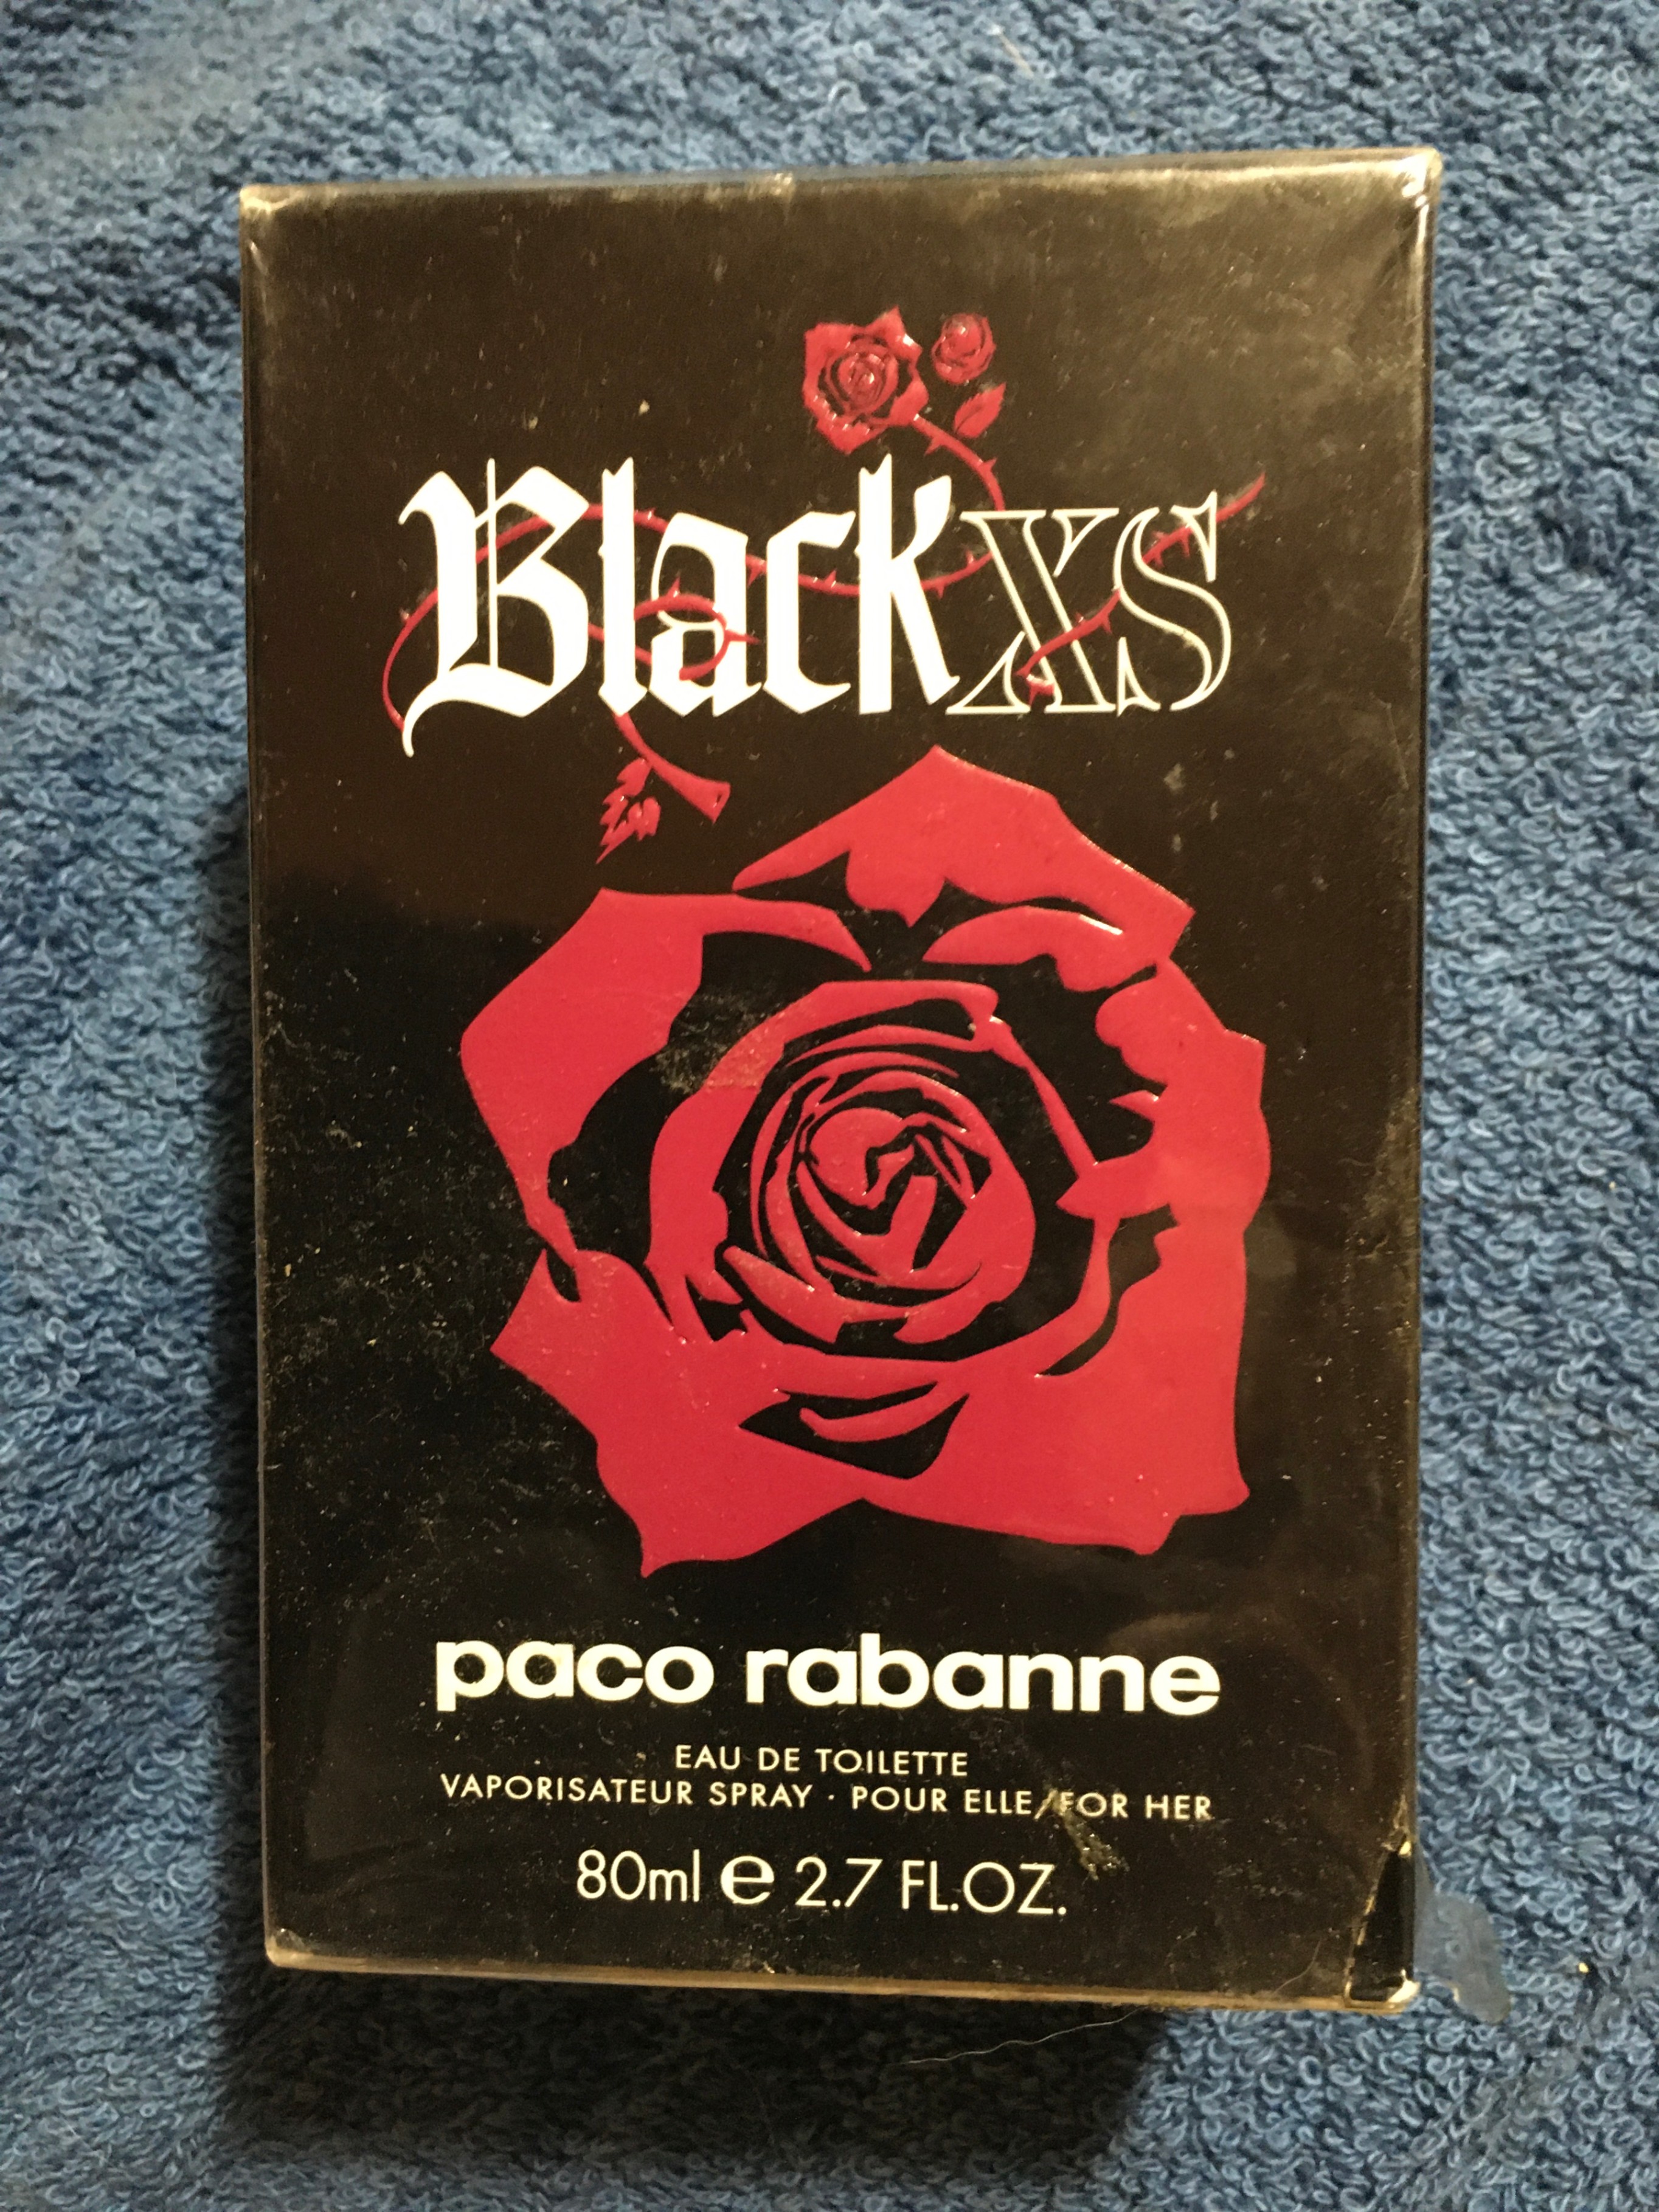 Black XS
paco rabanne
EAU DE TOILETTE
VAPORISATEUR SPRAY · POUR ELLE/FOR HER
80ml e 2.7 FL.OZ.